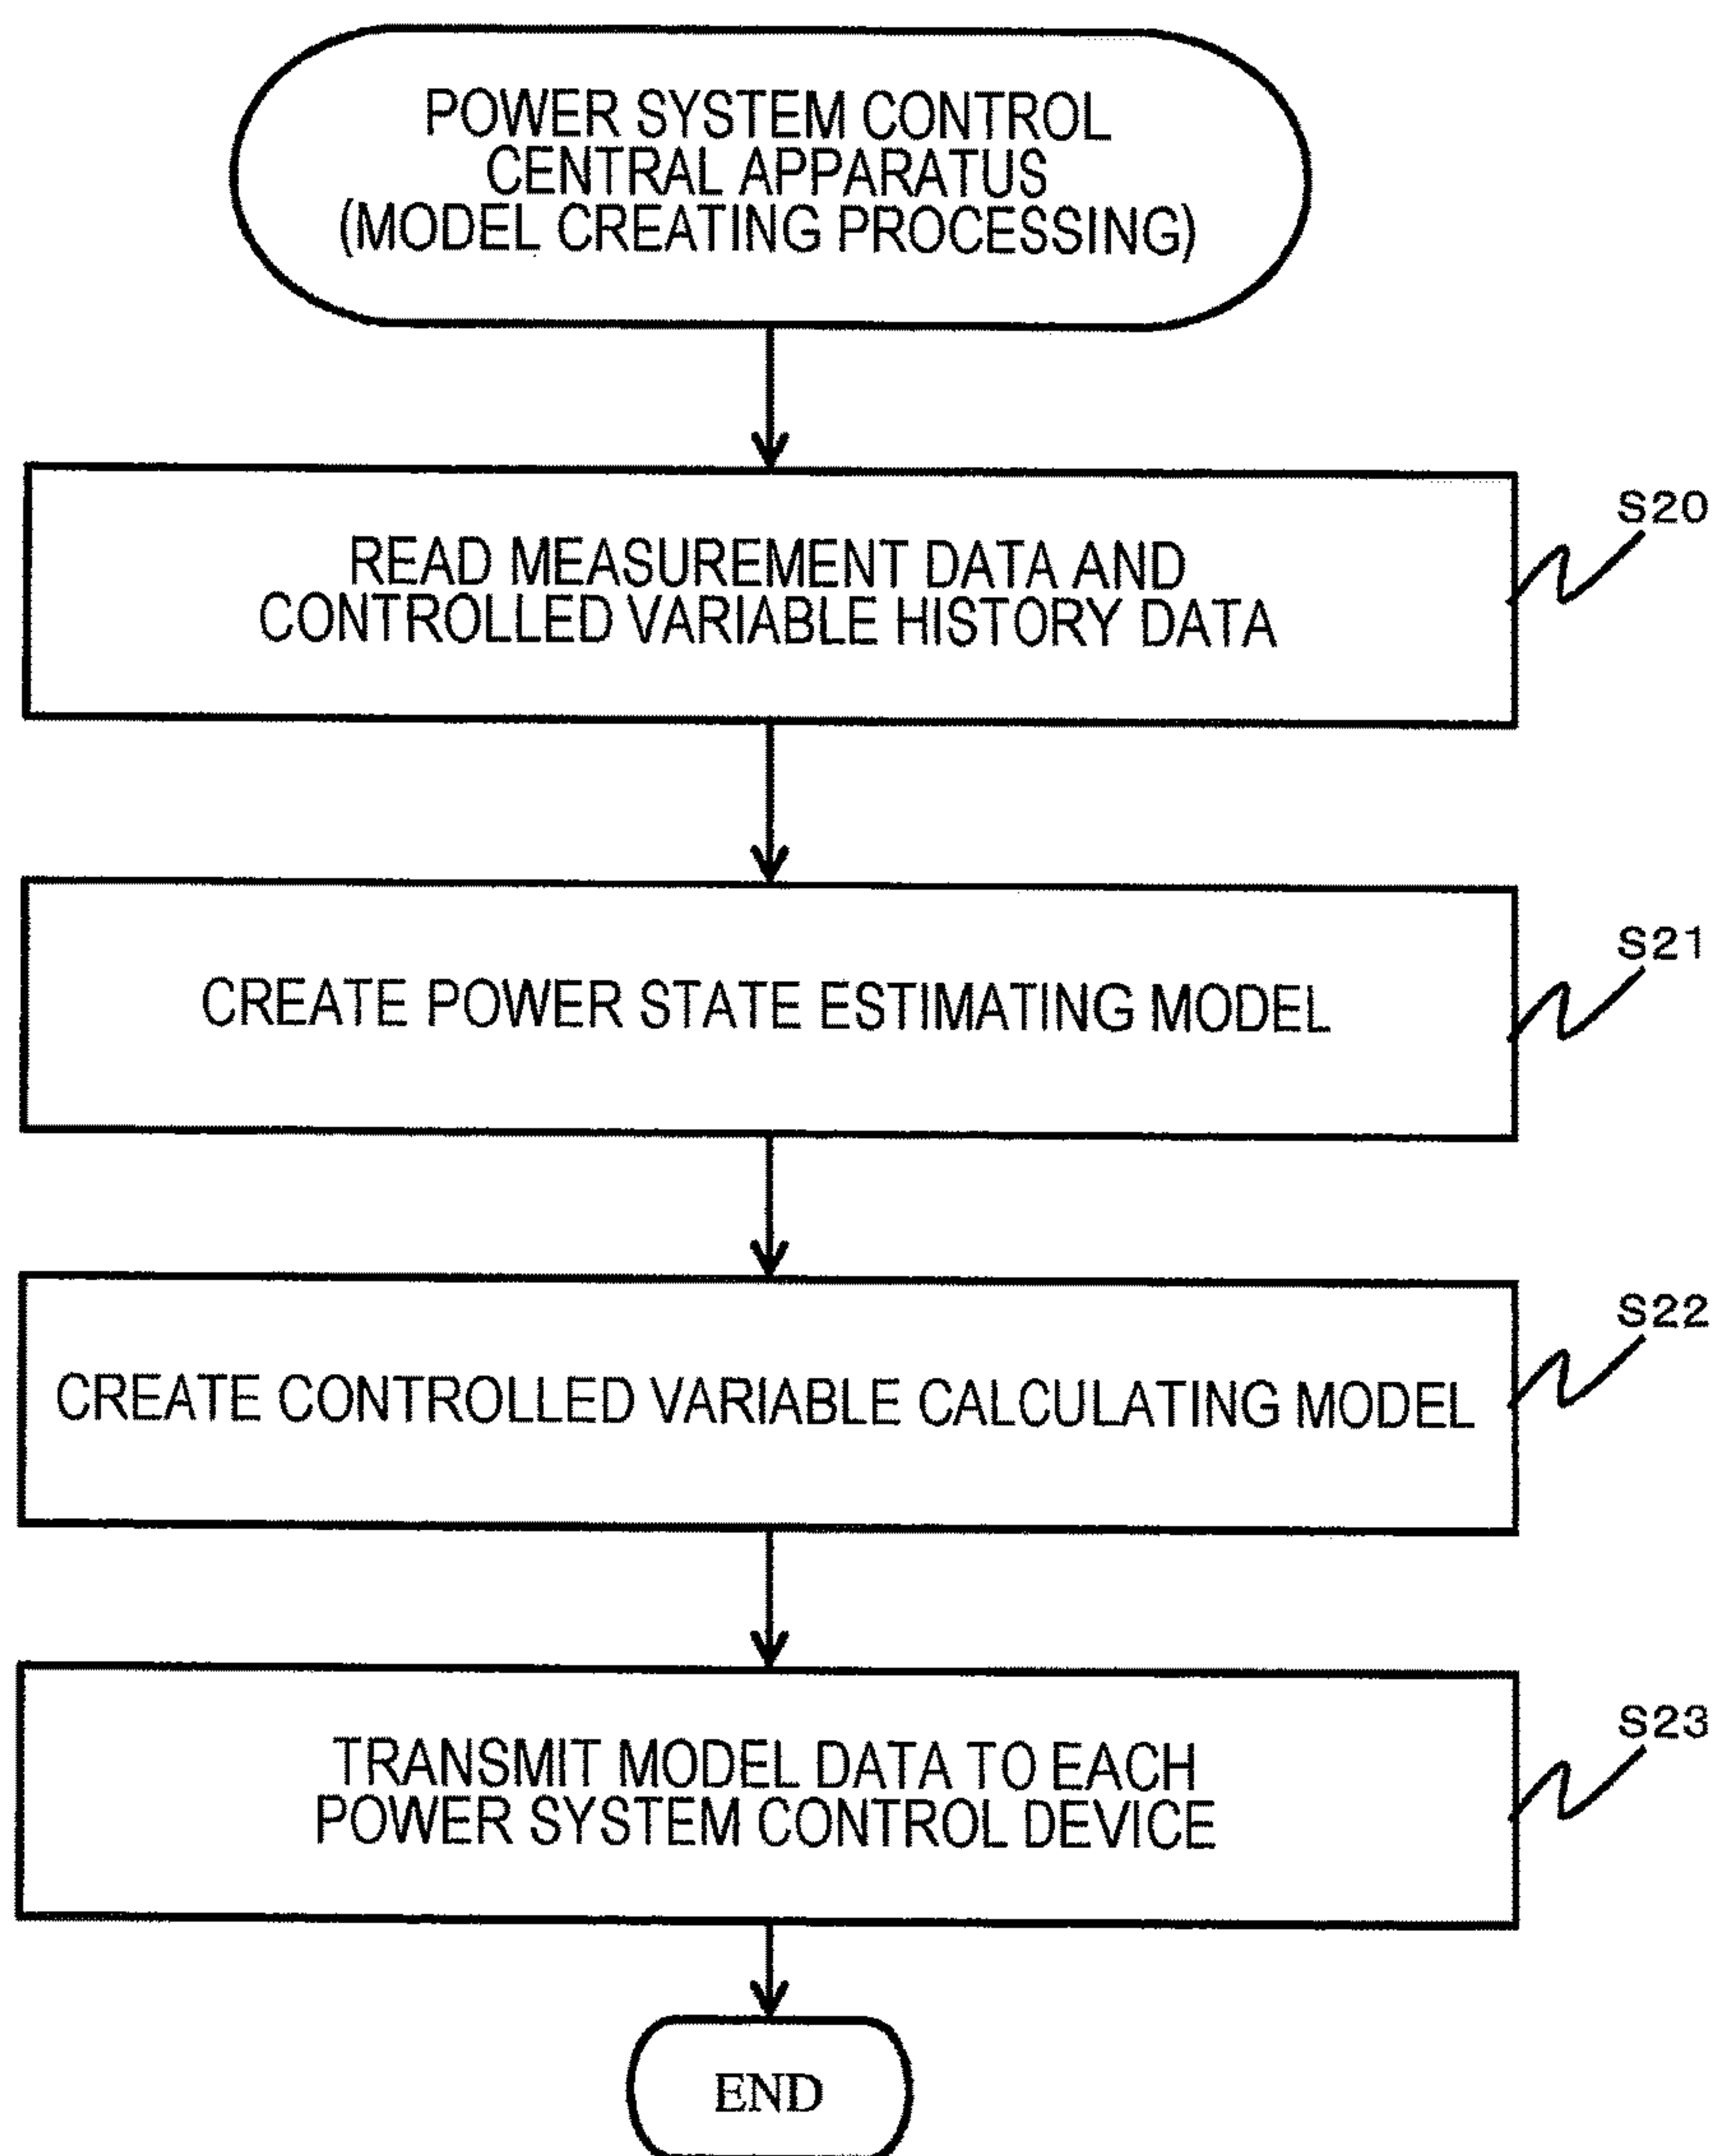 POWER SYSTEM CONTROL
CENTRAL APPARATUS
(MODEL CREATING PROCESSING)
S20
READ MEASUREMENT DATA AND
CONTROLLED VARIABLE HISTORY DATA
S21
CREATE POWER STATE ESTIMATING MODEL
S22
CREATE CONTROLLED VARIABLE CALCULATING MODEL
S23
TRANSMIT MODEL DATA TO EACH
POWER SYSTEM CONTROL DEVICE
END